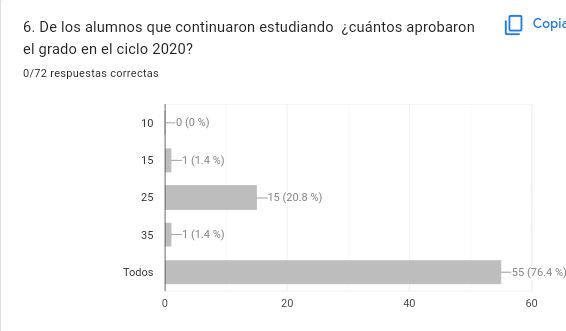 6. De los alumnos que continuaron estudiando ¿cuántos aprobaron
el grado en el ciclo 2020?
Copia
0/72 respuestas correctas
10 0 (0 %)
15 1 (1.4 %)
25 15 (20.8 %)
35 1 (1.4 %)
Todos 55 (76.4 %)
0 20 40 60